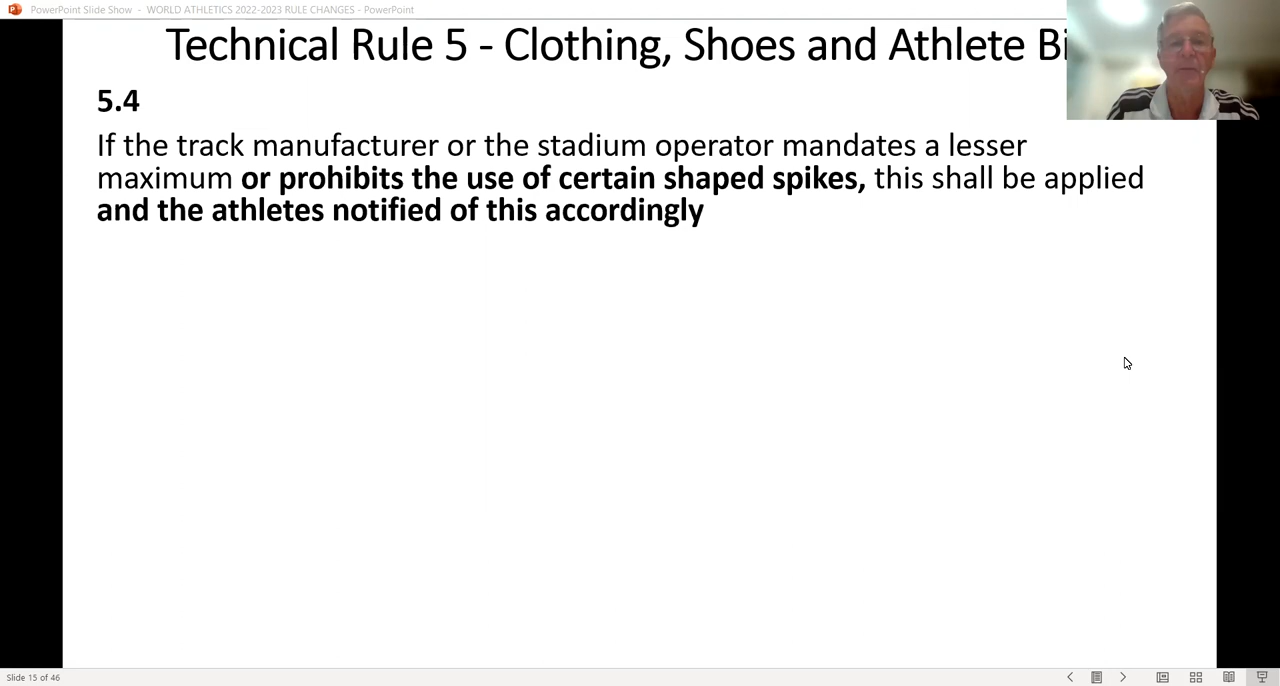 PowerPoint Slide Show - WORLD ATHLETICS 2022-2023 RULE CHANGES - PowerPoint
Technical Rule 5 - Clothing, Shoes and Athlete Bi
5.4
If the track manufacturer or the stadium operator mandates a lesser
maximum or prohibits the use of certain shaped spikes, this shall be applied
and the athletes notified of this accordingly
Slide 15 of 46